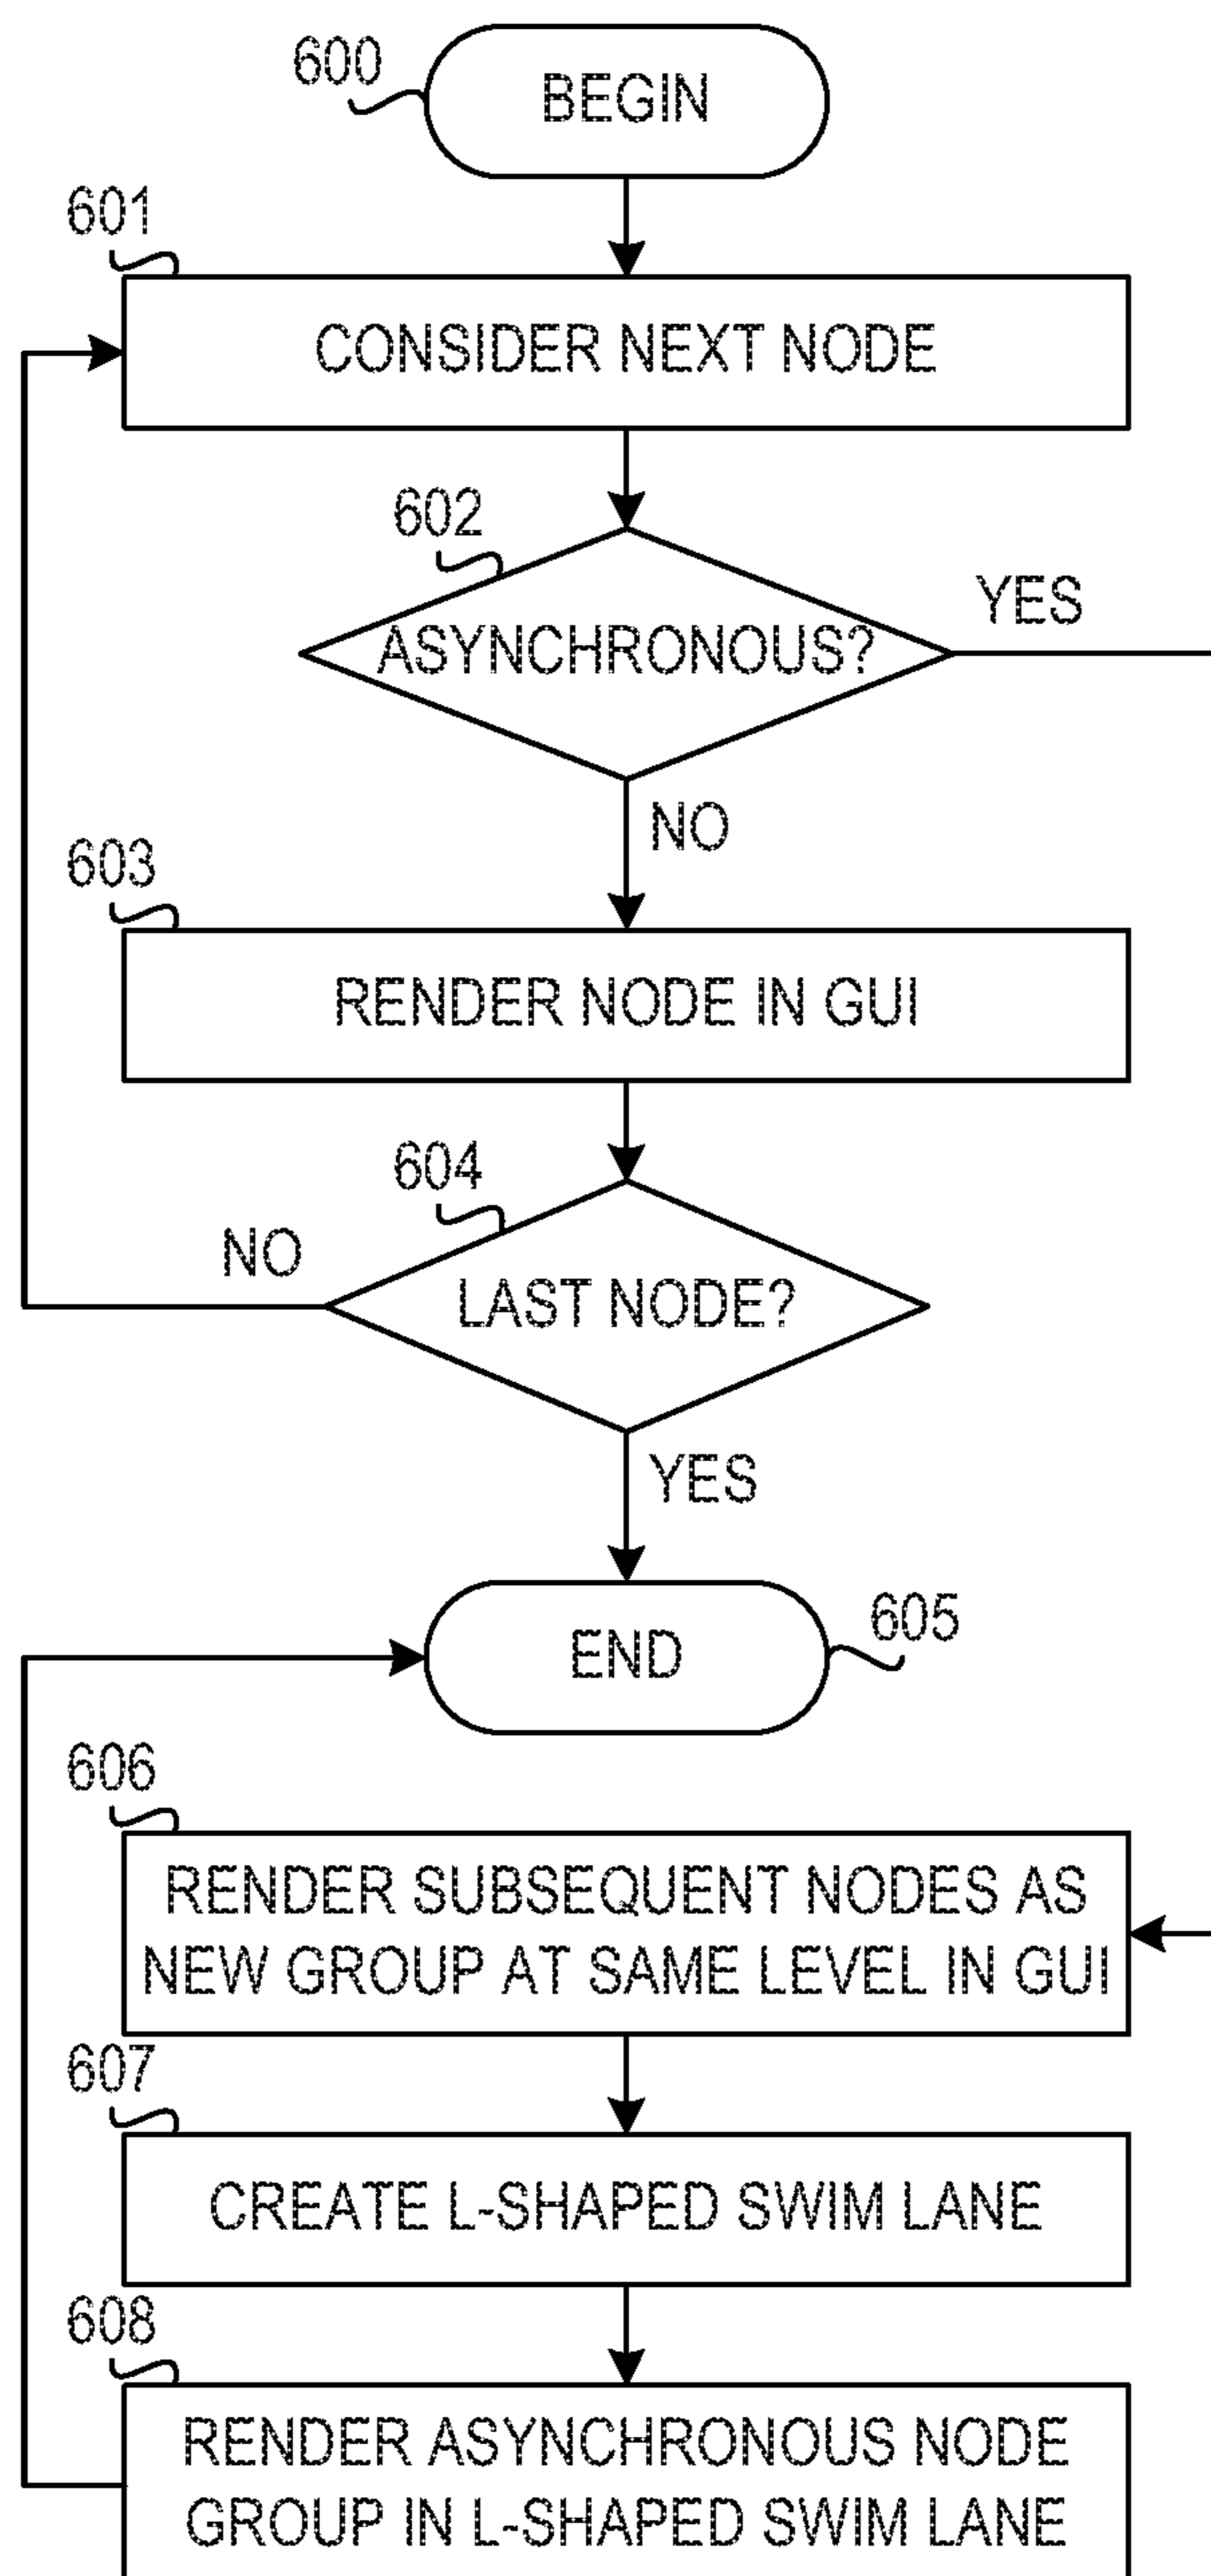 600
BEGIN
601
CONSIDER NEXT NODE
602
ASYNCHRONOUS?
YES
NO
603
RENDER NODE IN GUI
604
NO
LAST NODE?
YES
END
605
606
RENDER SUBSEQUENT NODES AS
NEW GROUP AT SAME LEVEL IN GUI
607
CREATE L-SHAPED SWIM LANE
608
RENDER ASYNCHRONOUS NODE
GROUP IN L-SHAPED SWIM LANE